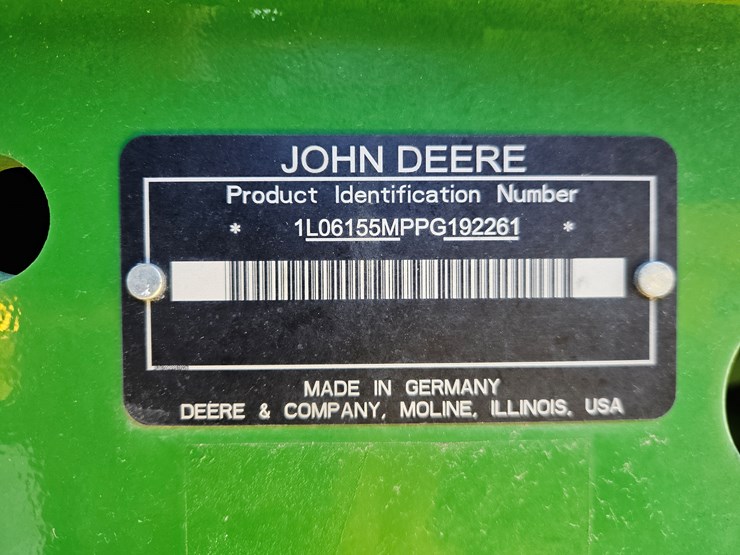 JOHN DEERE
Product Identification Number
* 1L06155MPPG192261 *
MADE IN GERMANY
DEERE & COMPANY, MOLINE, ILLINOIS, USA